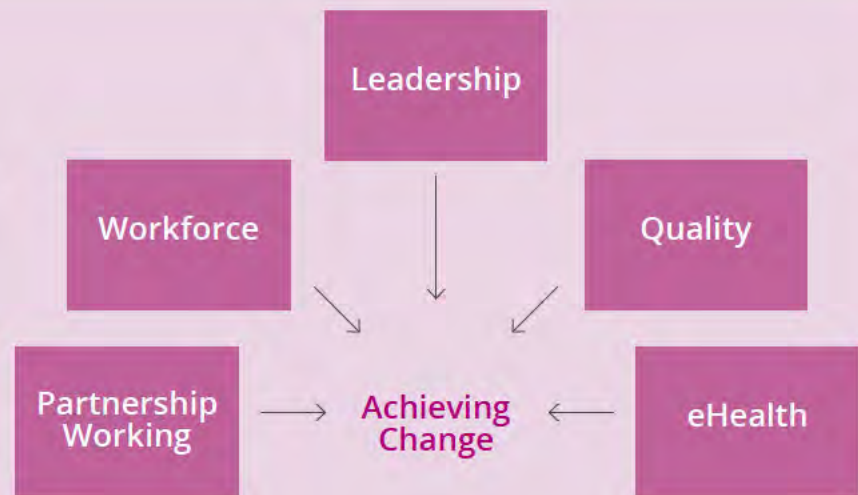 Leadership
Workforce
Quality
Partnership
Working
Achieving
Change
eHealth